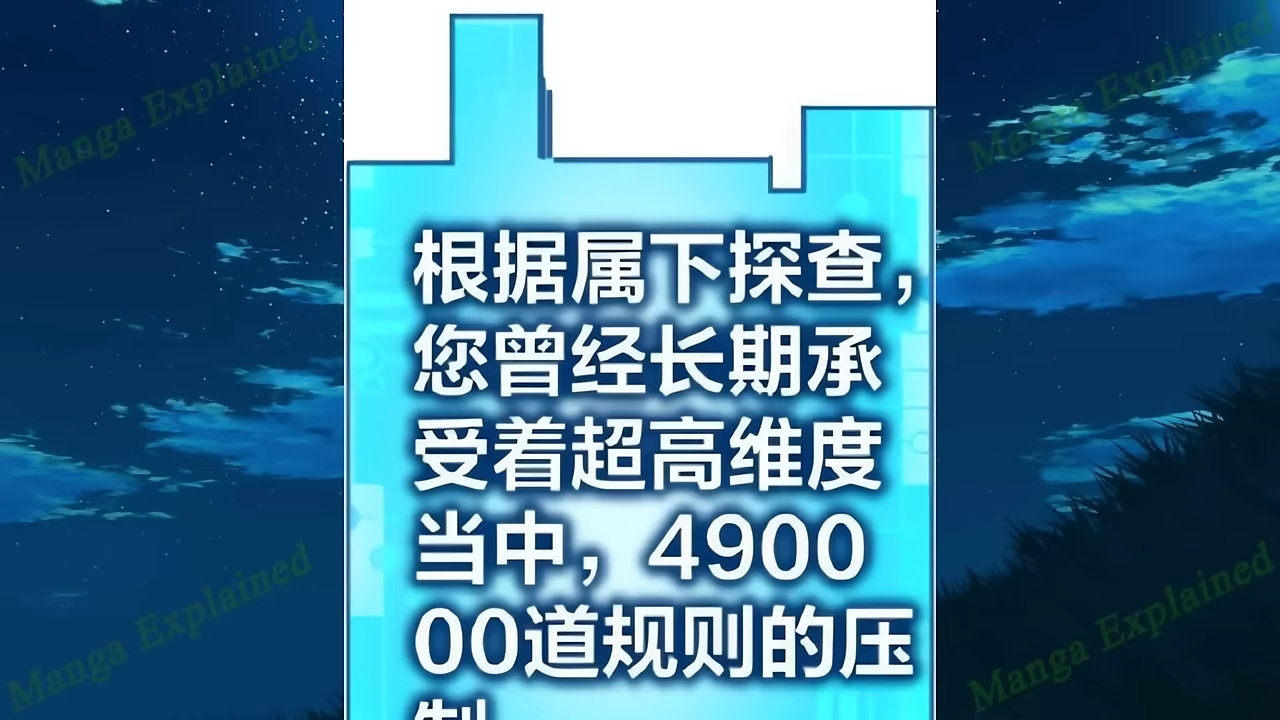 Manga Explained
Manga Explained
根据属下探查，
您曾经长期承
受着超高维度
当中，4900
00道规则的压
制
Manga Explained
Manga Explained